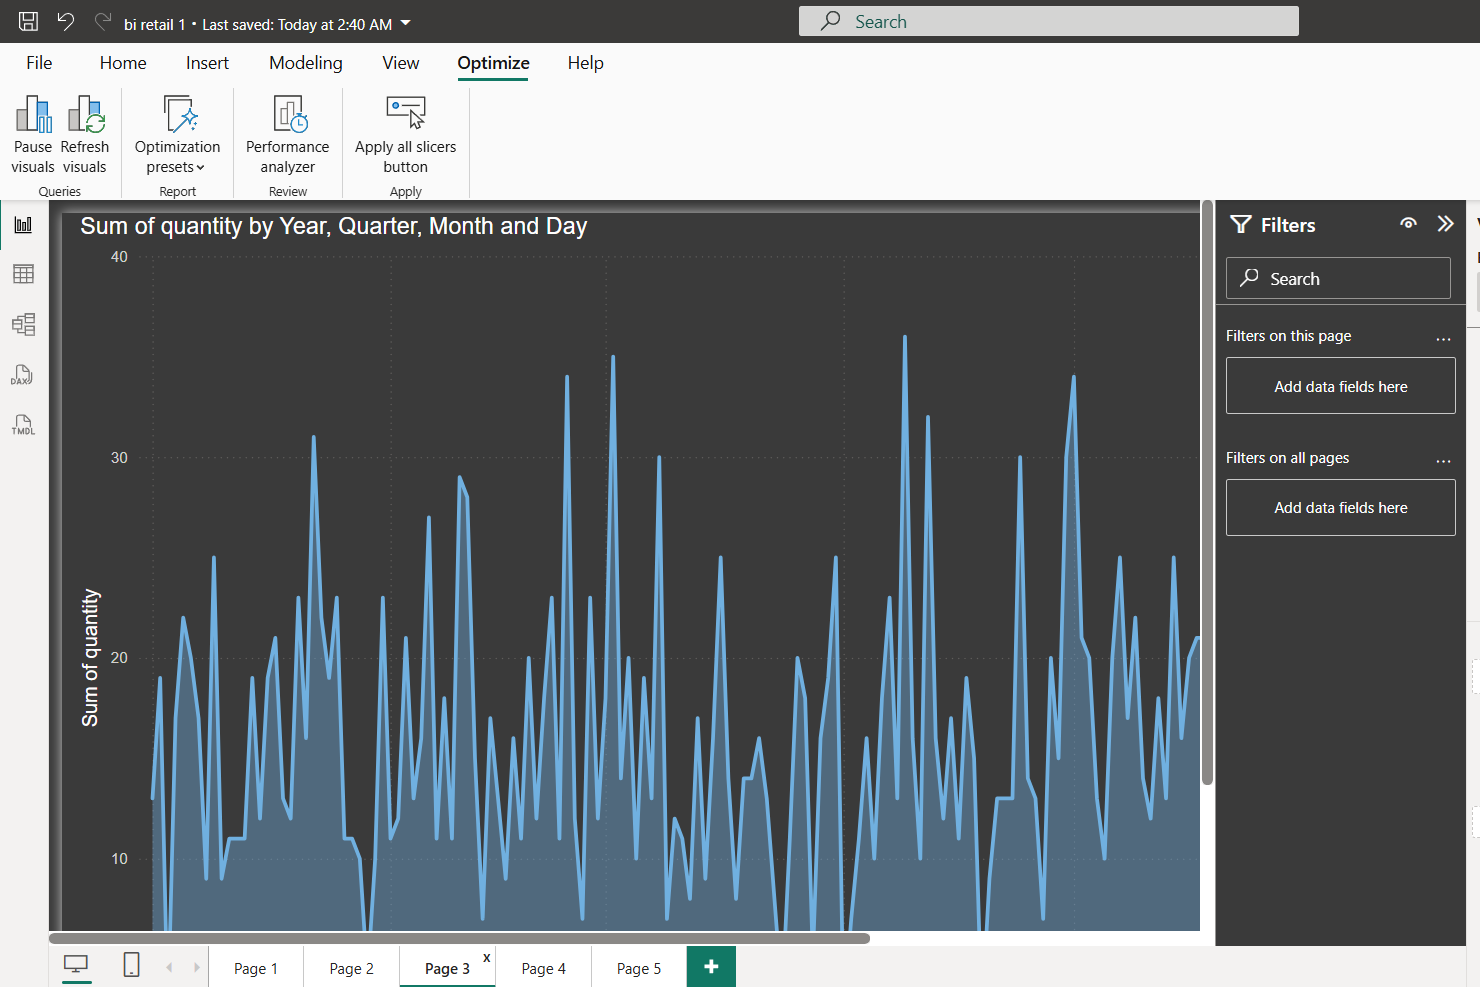 bi retail 1 • Last saved: Today at 2:40 AM
Search
File Home Insert Modeling View Optimize Help
Pause visuals
Refresh visuals
Optimization presets
Performance analyzer
Apply all slicers button
Queries
Report
Review
Apply
DAX
TMDL
Sum of quantity by Year, Quarter, Month and Day
40
30
20
10
Sum of quantity
Filters
Search
Filters on this page
...
Add data fields here
Filters on all pages
...
Add data fields here
Page 1
Page 2
Page 3
x
Page 4
Page 5
+